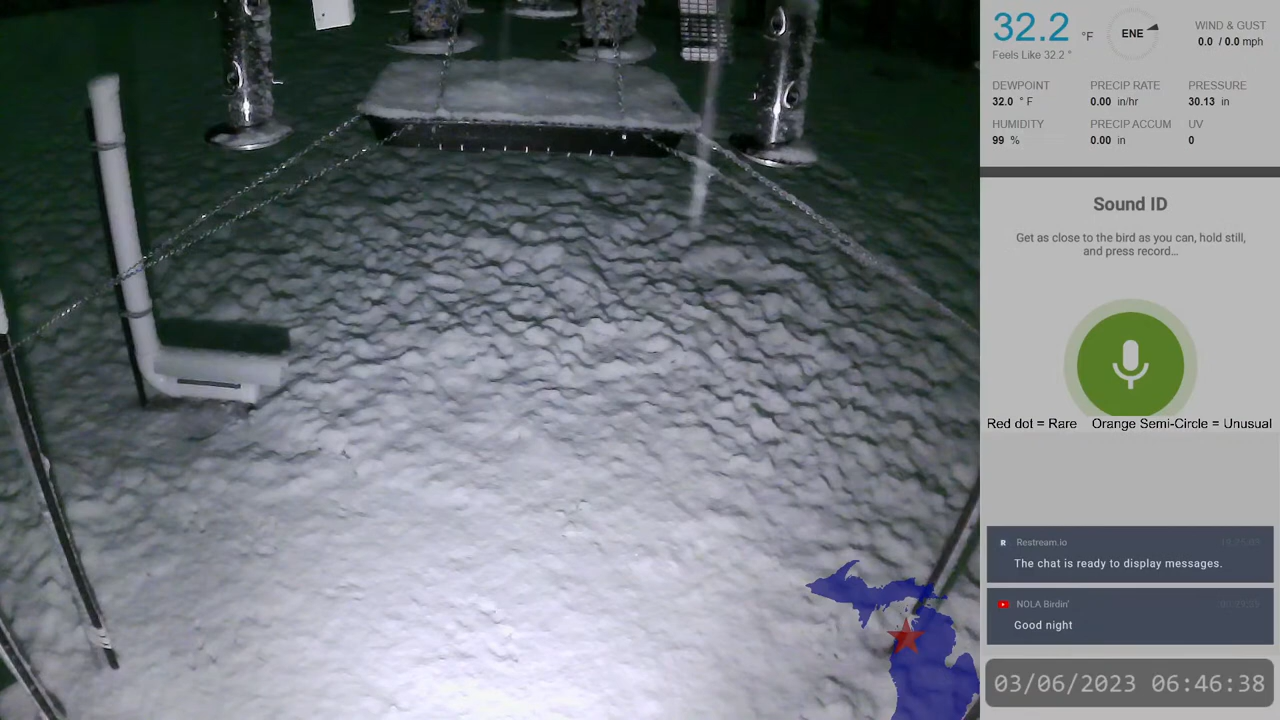 32.2 °F
Feels Like 32.2 °
ENE
WIND & GUST
0.0 / 0.0 mph
DEWPOINT
32.0 ° F
PRECIP RATE
0.00 in/hr
PRESSURE
30.13 in
HUMIDITY
99 %
PRECIP ACCUM
0.00 in
UV
0
Sound ID
Get as close to the bird as you can, hold still,
and press record...
Red dot = Rare Orange Semi-Circle = Unusual
R Restream.io
The chat is ready to display messages.
NOLA Birdin'
Good night
03/06/2023 06:46:38